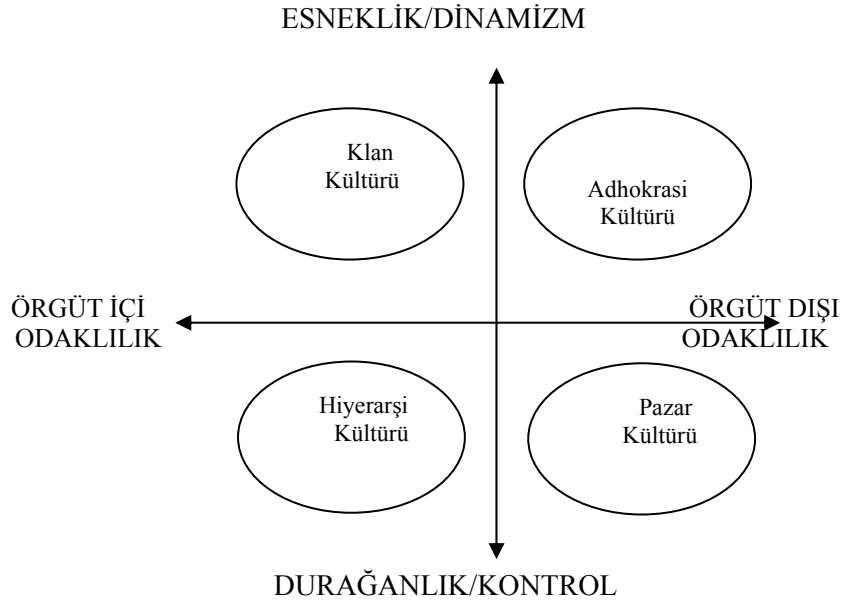 ESNEKLİK/DİNAMİZM
Klan
Kültürü
Adhokrasi
Kültürü
ÖRGÜT İÇİ
ODAKLILIK
ÖRGÜT DIŞI
ODAKLILIK
Hiyerarşi
Kültürü
Pazar
Kültürü
DURAĞANLIK/KONTROL